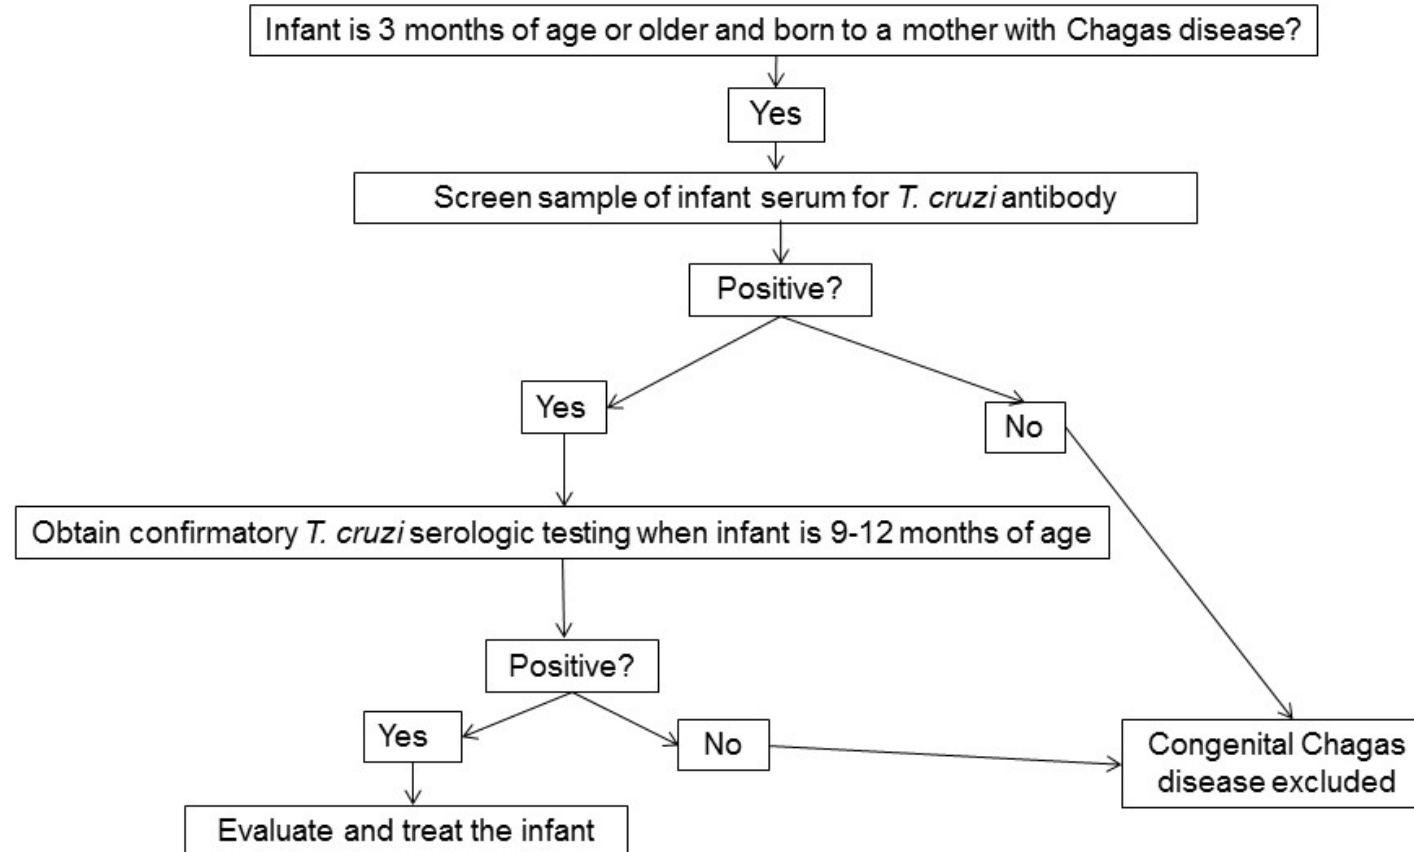 Infant is 3 months of age or older and born to a mother with Chagas disease?
Yes
Screen sample of infant serum for T. cruzi antibody
Positive?
Yes
No
Obtain confirmatory T. cruzi serologic testing when infant is 9-12 months of age
Positive?
Yes
No
Congenital Chagas
disease excluded
Evaluate and treat the infant